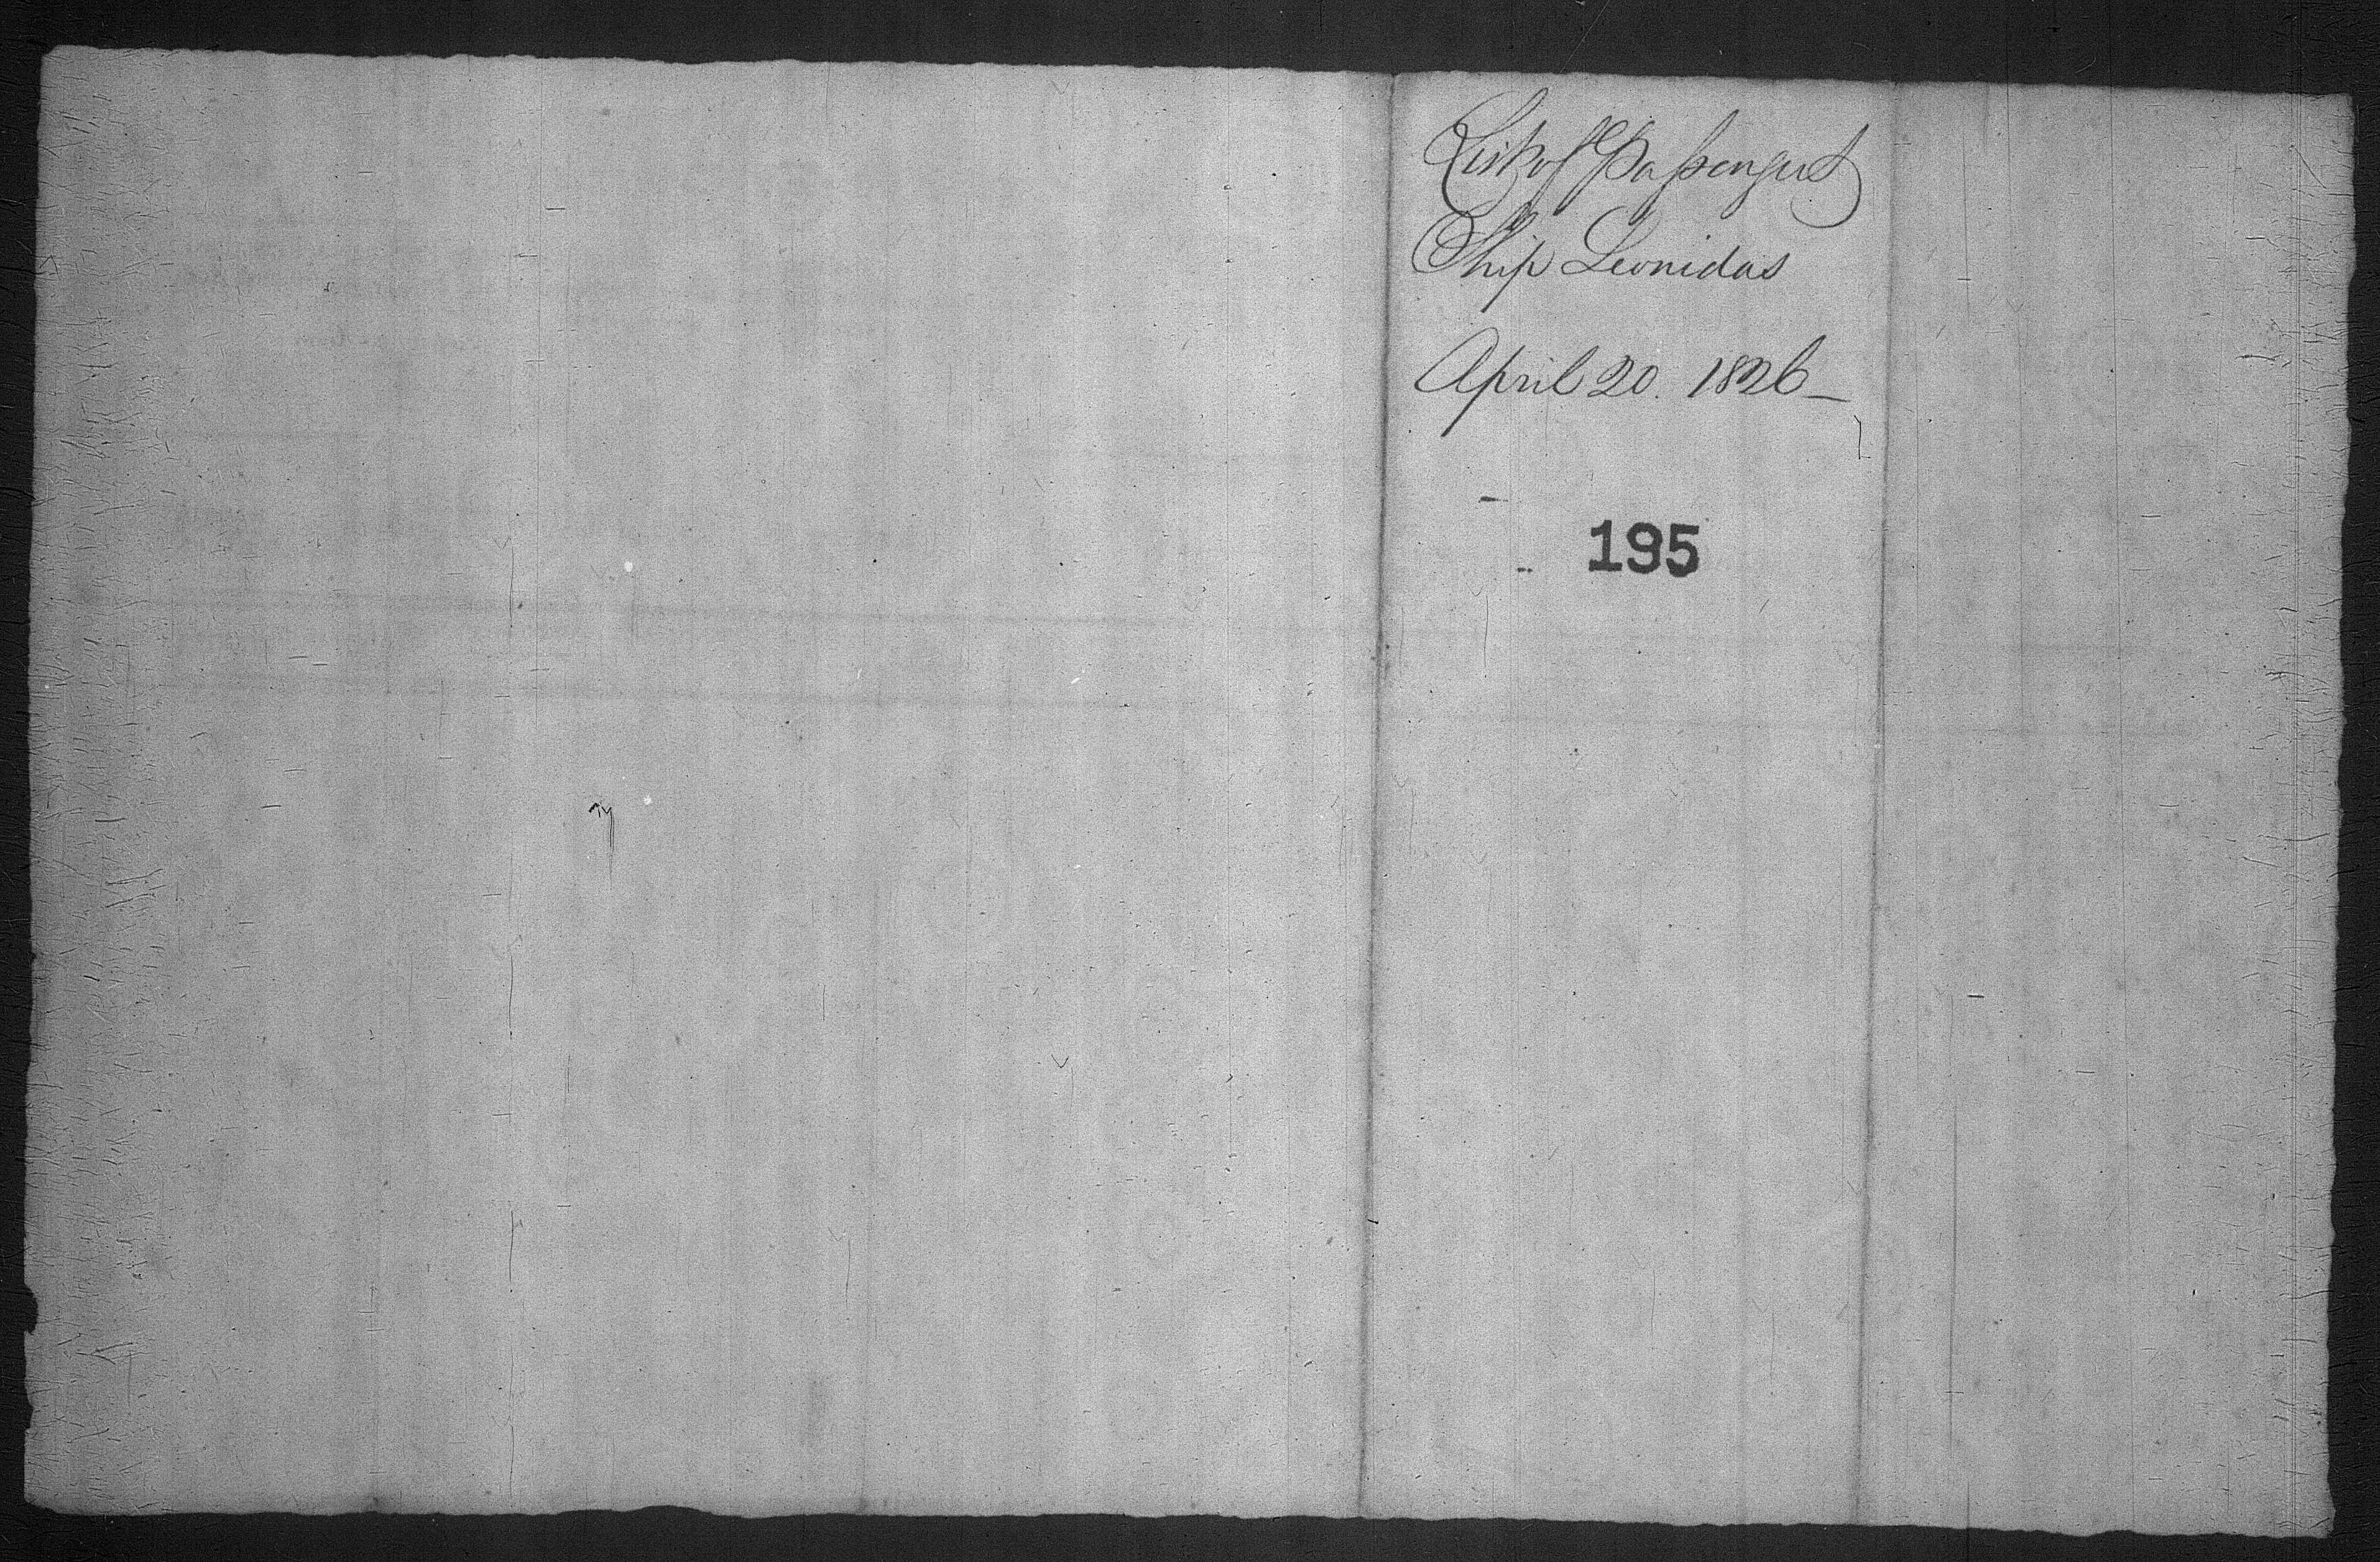 List of Passengers
Ship Leonidas
April 20. 1826
195